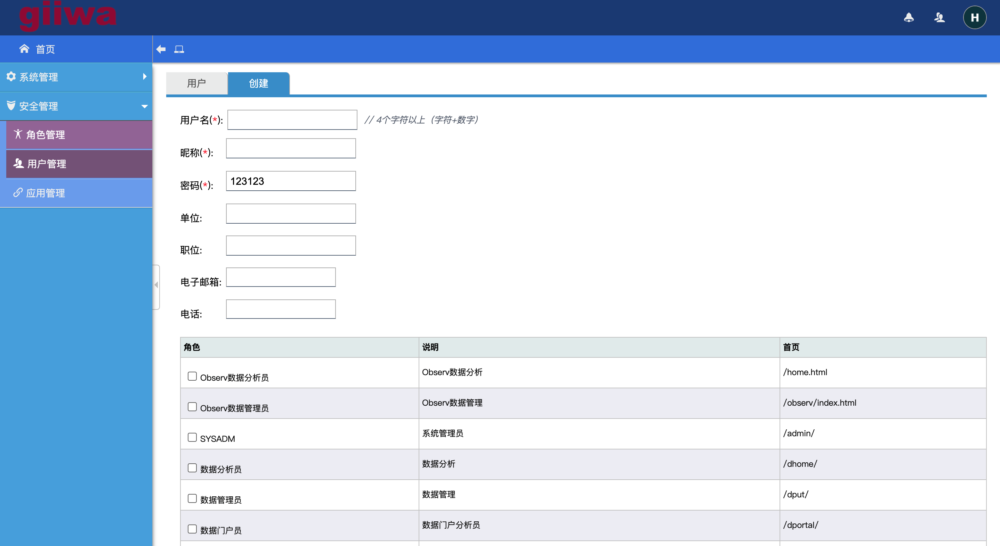 giiwa
H
首页
系统管理
安全管理
角色管理
用户管理
应用管理
用户 创建
用户名(*): // 4个字符以上（字符+数字）
昵称(*):
密码(*): 123123
单位:
职位:
电子邮箱:
电话:
角色 说明 首页
Observ数据分析员 Observ数据分析 /home.html
Observ数据管理员 Observ数据管理 /observ/index.html
SYSADM 系统管理员 /admin/
数据分析员 数据分析 /dhome/
数据管理员 数据管理 /dput/
数据门户员 数据门户分析员 /dportal/